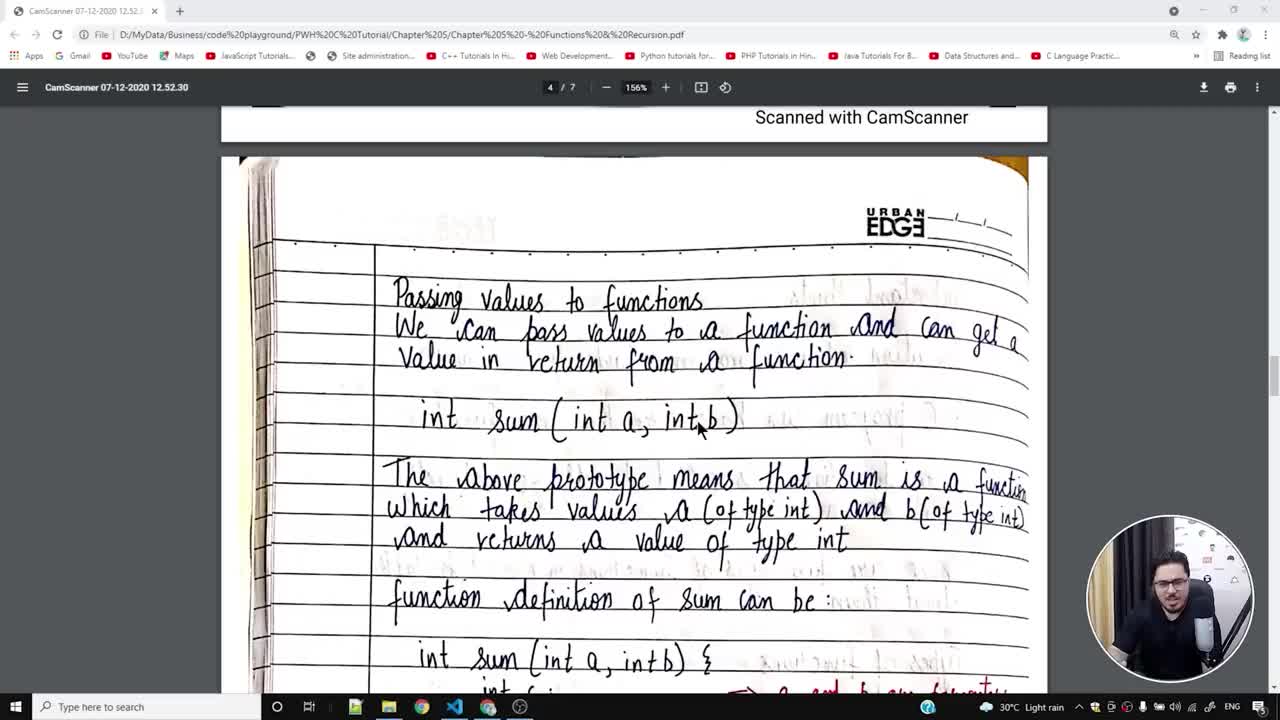 CamScanner 07-12-2020 12.52.3
File
D:/MyData/Business/code%20playground/PWH%20C%20Tutorial/Chapter%205/Chapter%205%20-%20Functions%20&%20Recursion.pdf
Apps
Gmail
YouTube
Maps
JavaScript Tutorials...
Site administration...
C++ Tutorials In Hi...
Web Development...
Python tutorials for...
PHP Tutorials in Hin...
Java Tutorials For B...
Data Structures and...
C Language Practic...
Reading list
CamScanner 07-12-2020 12.52.30
4 / 7
156%
Scanned with CamScanner
URBAN
EDGE
Passing values to functions
We can pass values to a function and can get a
value in return from a function.
int sum (int a, int b)
The above prototype means that sum is a function
which takes values a (of type int) and b (of type int)
and returns a value of type int
function definition of sum can be:
int sum (int a, int b) {
Type here to search
30°C Light rain
ENG